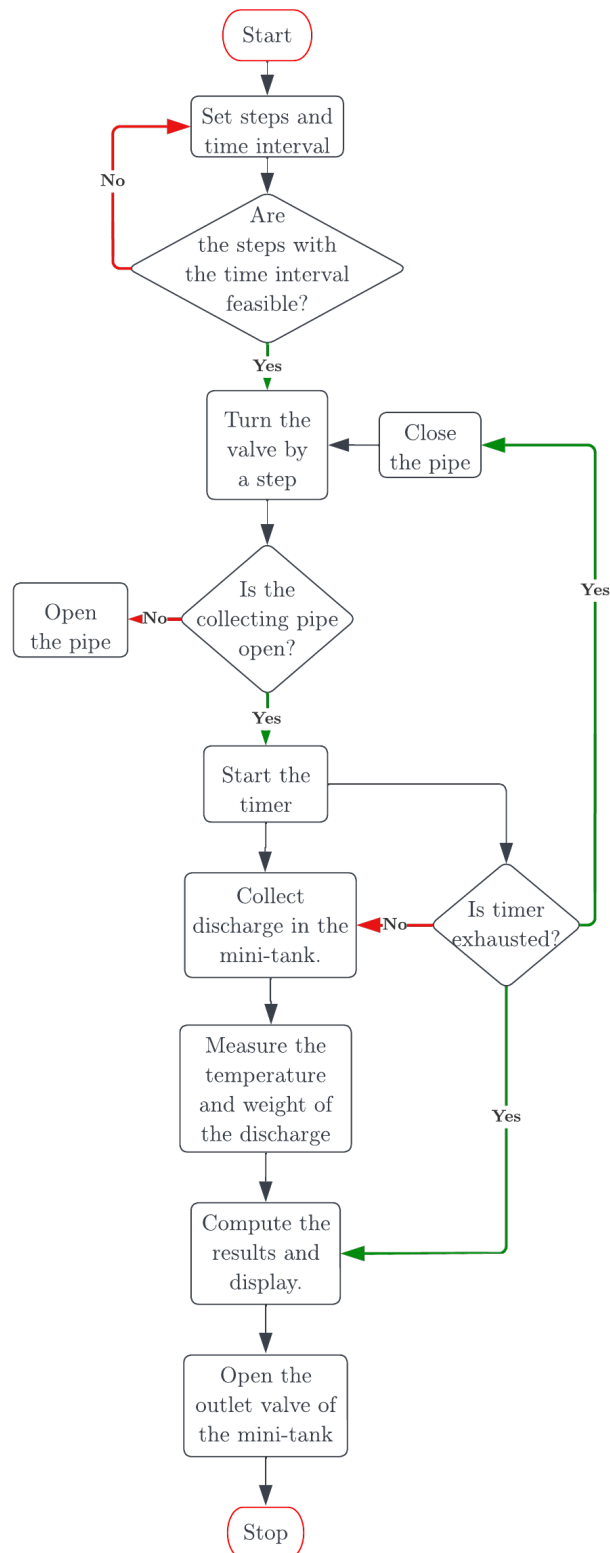 Start
Set steps and
time interval
No
Are
the steps with
the time interval
feasible?
Yes
Turn the
valve by
a step
Close
the pipe
Is the
collecting pipe
open?
Yes
No
Open
the pipe
Yes
Start the
timer
Collect
discharge in the
mini-tank.
No
Is timer
exhausted?
Measure the
temperature
and weight of
the discharge
Yes
Compute the
results and
display.
Open the
outlet valve of
the mini-tank
Stop